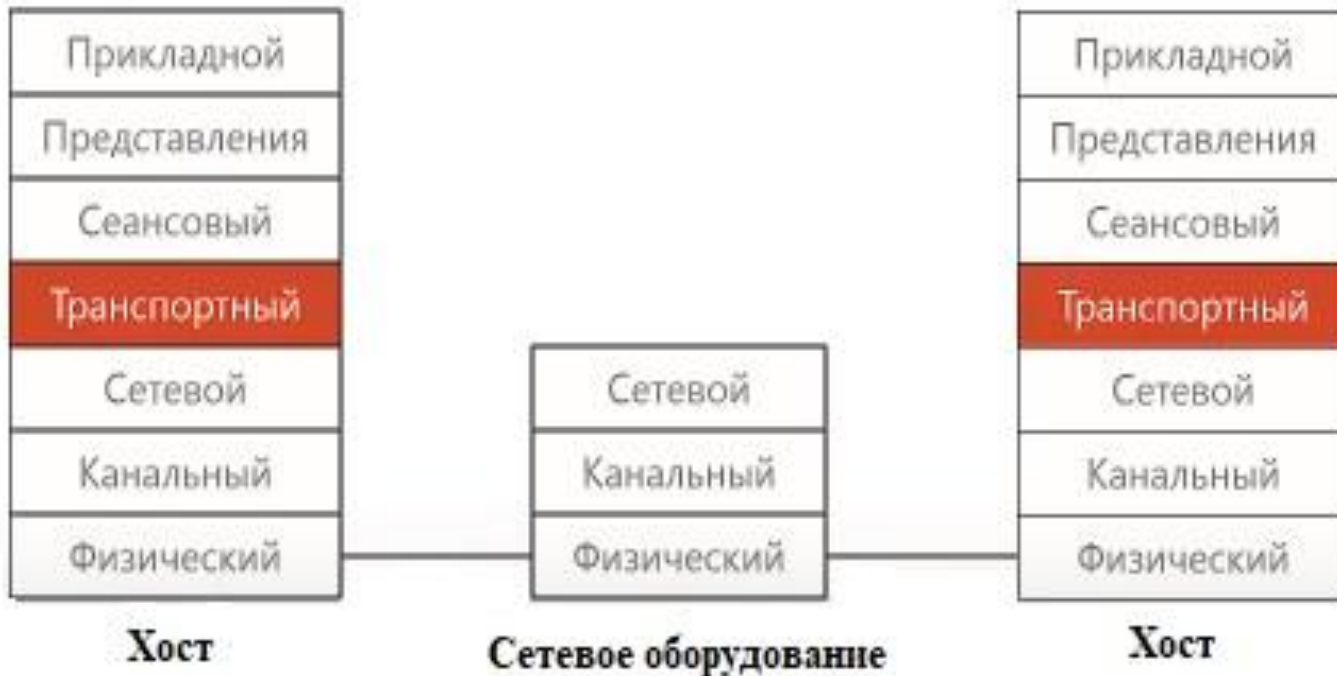 Прикладной
Представления
Сеансовый
Транспортный
Сетевой
Канальный
Физический
Хост
Сетевой
Канальный
Физический
Сетевое оборудование
Прикладной
Представления
Сеансовый
Транспортный
Сетевой
Канальный
Физический
Хост